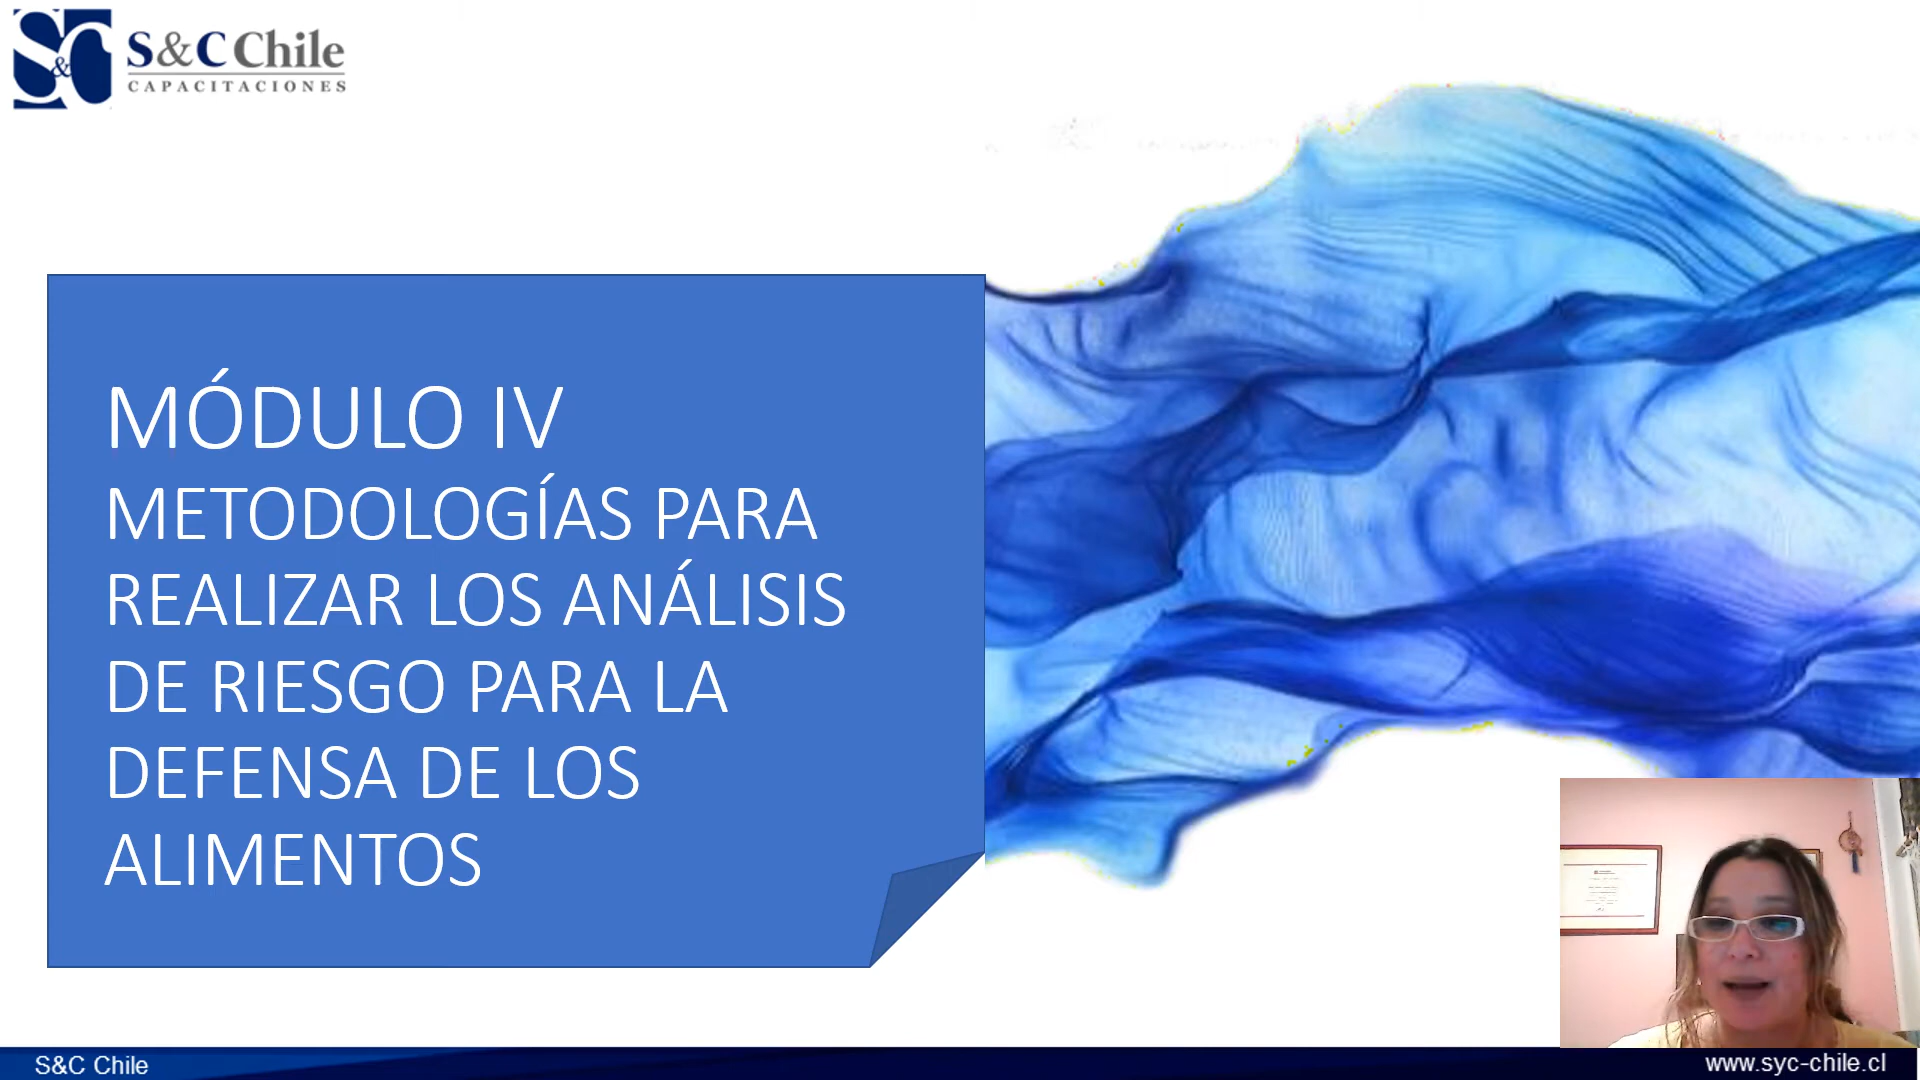 S&C
S&C Chile
CAPACITACIONES
MÓDULO IV
METODOLOGÍAS PARA
REALIZAR LOS ANÁLISIS
DE RIESGO PARA LA
DEFENSA DE LOS
ALIMENTOS
S&C Chile
www.syc-chile.cl